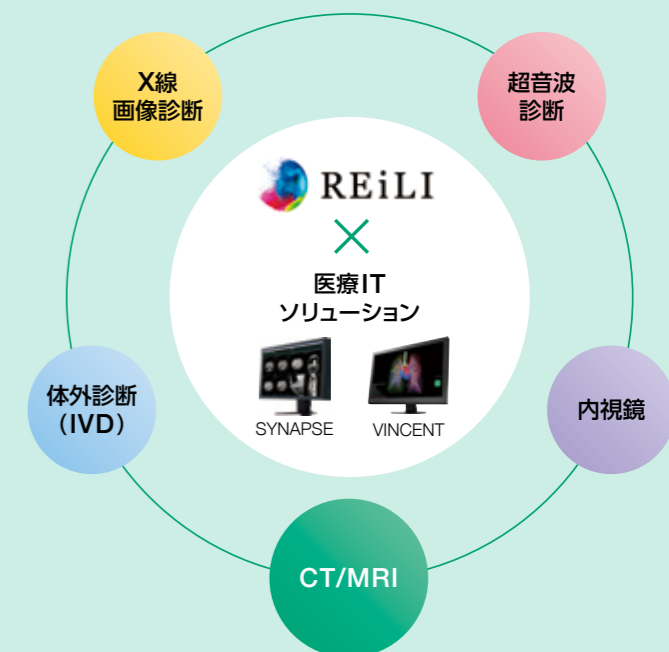 X線
画像診断
超音波
診断
REiLI
×
医療IT
ソリューション
SYNAPSE
VINCENT
体外診断
（IVD）
内視鏡
CT/MRI